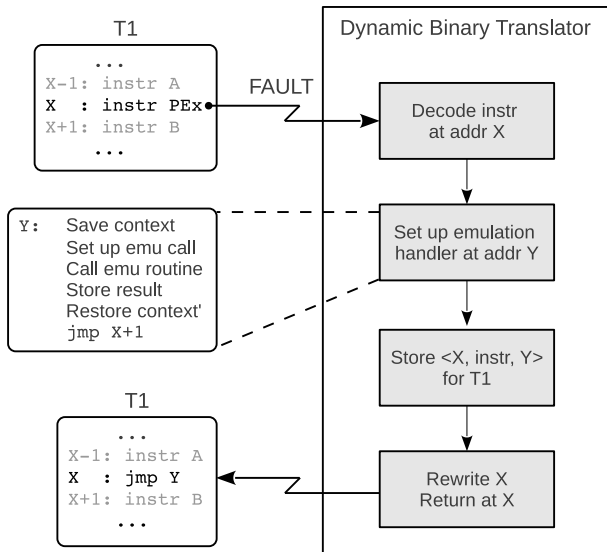 T1
Dynamic Binary Translator
...
X-1: instr A
X  : instr PEx
X+1: instr B
...
FAULT
Decode instr
at addr X
Y: Save context
Set up emu call
Call emu routine
Store result
Restore context'
jmp X+1
Set up emulation
handler at addr Y
Store <X, instr, Y>
for T1
T1
...
X-1: instr A
X  : jmp Y
X+1: instr B
...
Rewrite X
Return at X